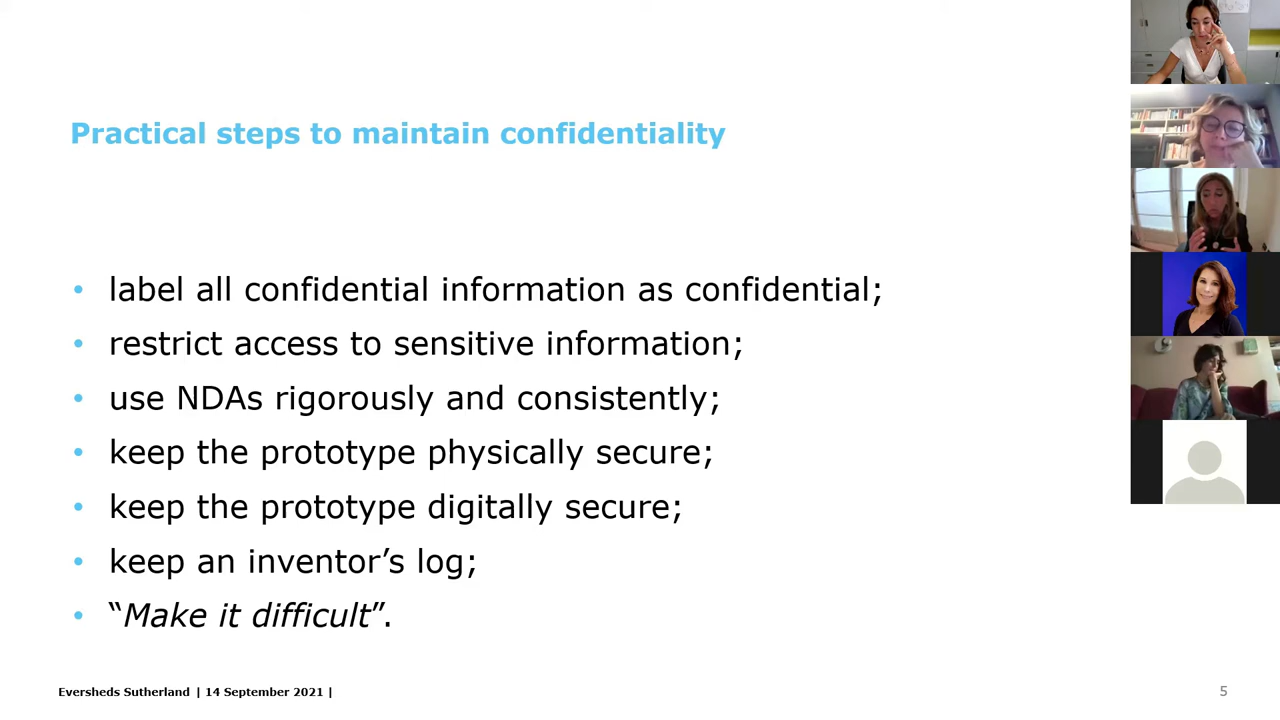 Practical steps to maintain confidentiality
• label all confidential information as confidential;
• restrict access to sensitive information;
• use NDAs rigorously and consistently;
• keep the prototype physically secure;
• keep the prototype digitally secure;
• keep an inventor’s log;
• “Make it difficult”.
Eversheds Sutherland | 14 September 2021 |
5